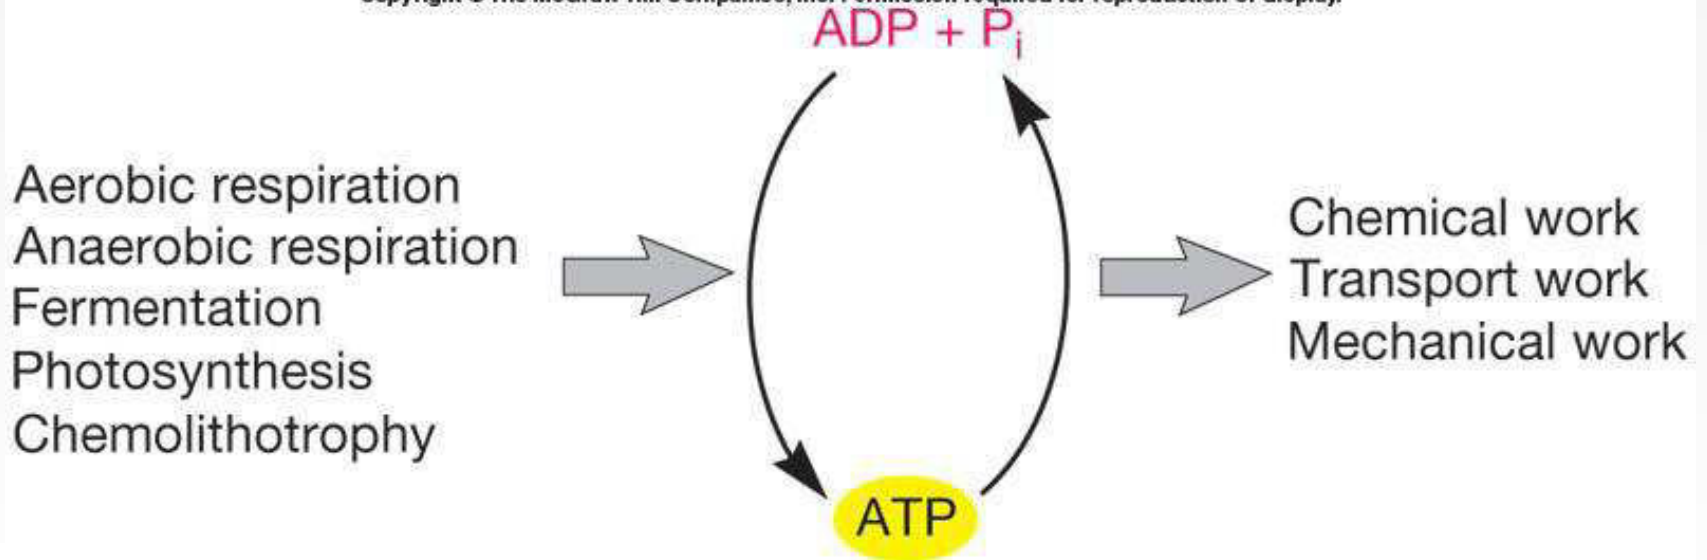 ADP + Pi
Aerobic respiration
Anaerobic respiration
Fermentation
Photosynthesis
Chemolithotrophy
Chemical work
Transport work
Mechanical work
ATP